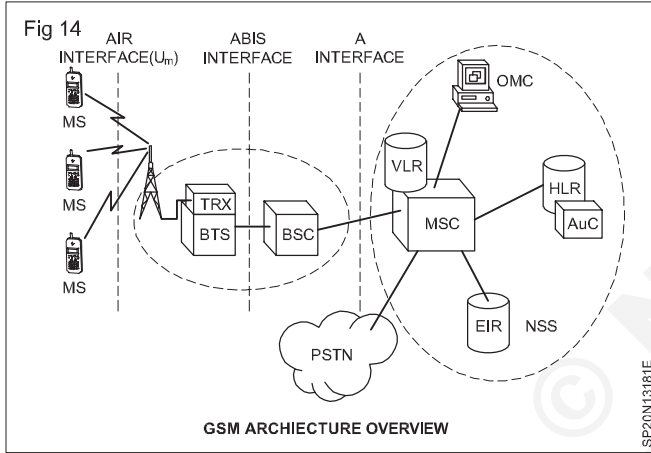 Fig 14
AIR
INTERFACE(Um)
ABIS
INTERFACE
A
INTERFACE
MS
MS
MS
TRX
BTS
BSC
VLR
MSC
OMC
HLR
AuC
EIR
NSS
PSTN
GSM ARCHIECTURE OVERVIEW
SP20N13181E
©